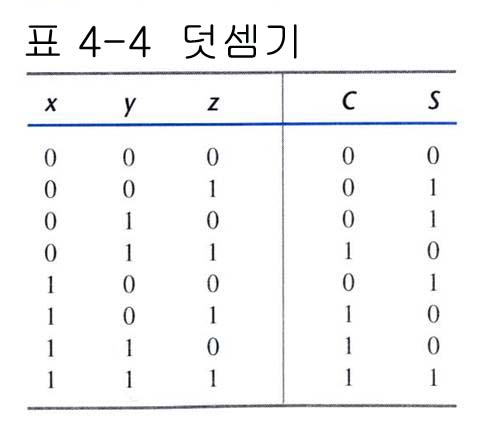 표 4-4 덧셈기
x y z C S
0 0 0 0 0
0 0 1 0 1
0 1 0 0 1
0 1 1 1 0
1 0 0 0 1
1 0 1 1 0
1 1 0 1 0
1 1 1 1 1